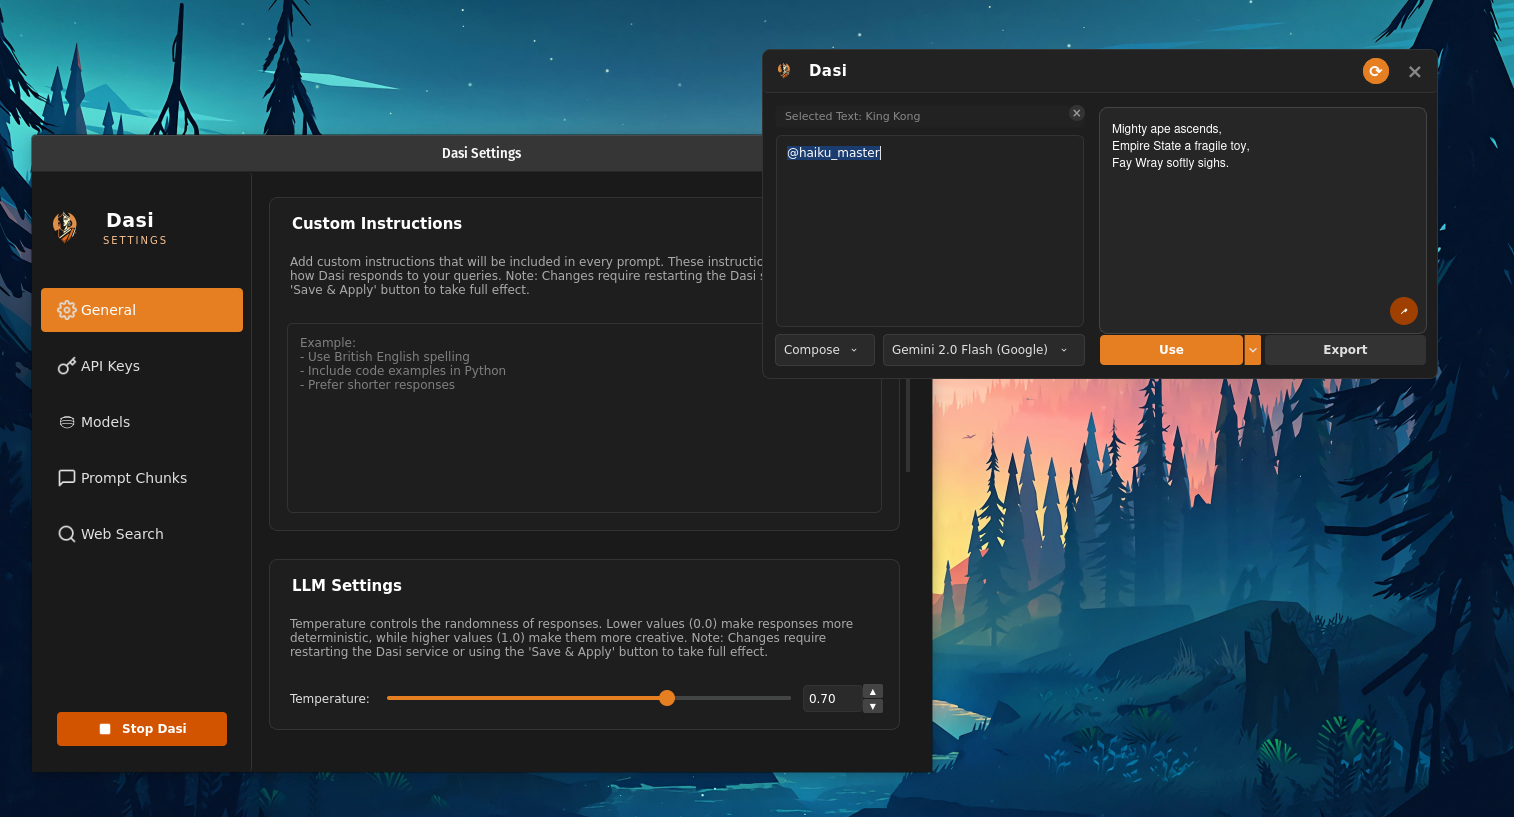 Dasi
Selected Text: King Kong
@haiku_master
Mighty ape ascends,
Empire State a fragile toy,
Fay Wray softly sighs.
Compose
Gemini 2.0 Flash (Google)
Use
Export
Dasi Settings
Dasi
SETTINGS
General
API Keys
Models
Prompt Chunks
Web Search
Stop Dasi
Custom Instructions
Add custom instructions that will be included in every prompt. These
how Dasi responds to your queries. Note: Changes require restarting the Dasi
'Save & Apply' button to take full effect.
Example:
- Use British English spelling
- Include code examples in Python
- Prefer shorter responses
LLM Settings
Temperature controls the randomness of responses. Lower values (0.0) make responses more
deterministic, while higher values (1.0) make them more creative. Note: Changes require
restarting the Dasi service or using the 'Save & Apply' button to take full effect.
Temperature:
0.70